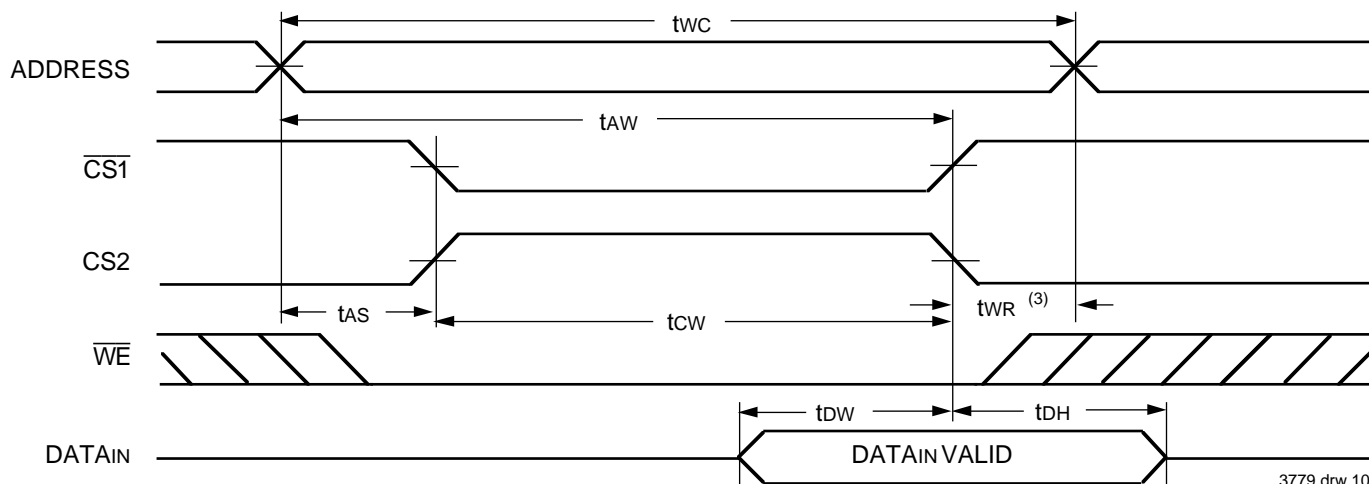 tWC
ADDRESS
tAW
CS1
CS2
tAS
tCW
tWR (3)
WE
tDW
tDH
DATAIN
DATAIN VALID
3779 drw 10